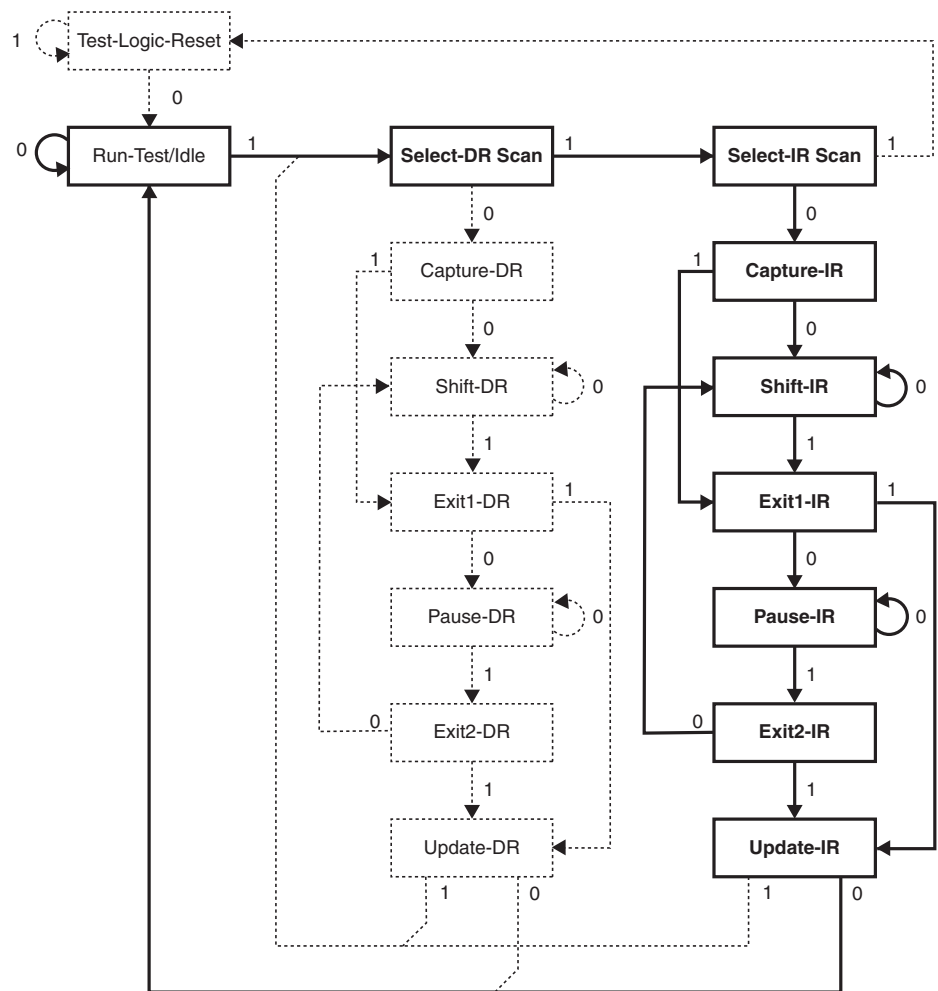 1
Test-Logic-Reset
0
0
Run-Test/Idle
1
Select-DR Scan
1
Select-IR Scan
1
0
0
1
Capture-DR
1
Capture-IR
0
0
Shift-DR
0
Shift-IR
0
1
1
Exit1-DR
1
Exit1-IR
1
0
0
Pause-DR
0
Pause-IR
0
1
1
0
Exit2-DR
0
Exit2-IR
1
1
Update-DR
Update-IR
1
0
1
0